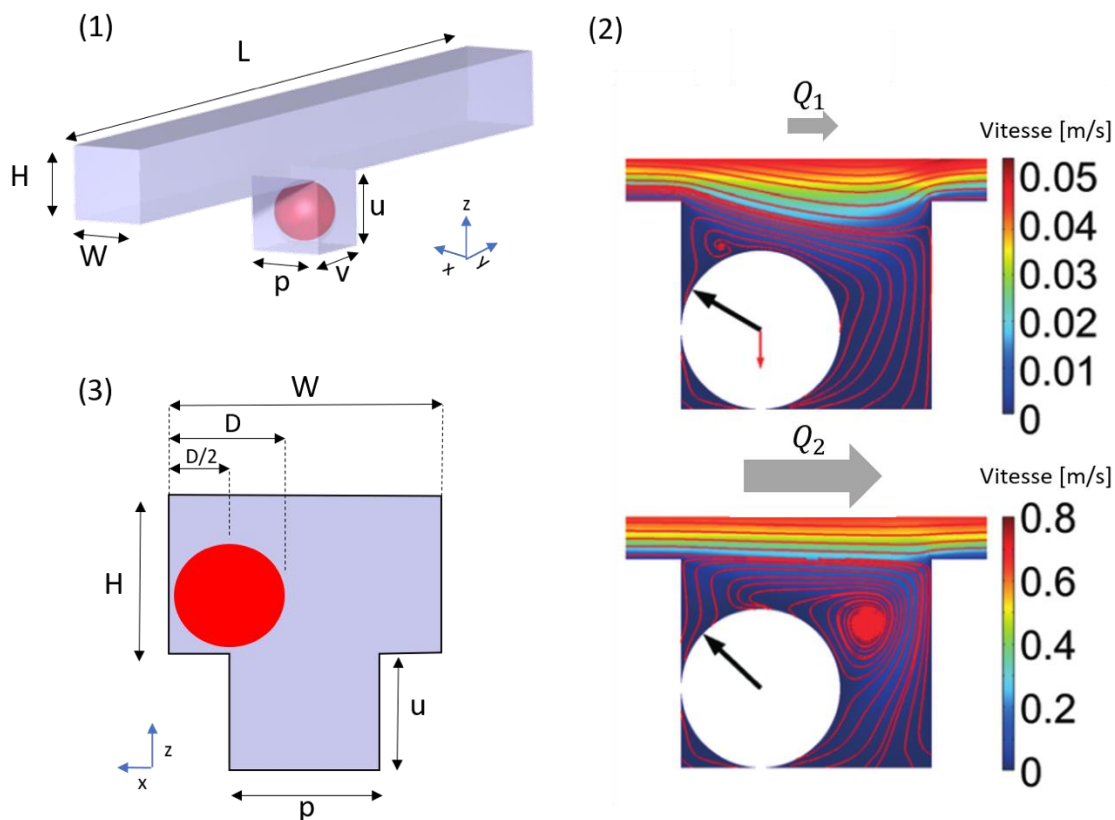 (1)
L
H
W
p
v
u
z
x
y
(2)
Q₁
Vitesse [m/s]
0.05
0.04
0.03
0.02
0.01
0
Q₂
Vitesse [m/s]
0.8
0.6
0.4
0.2
0
(3)
W
D
D/2
H
u
p
z
x